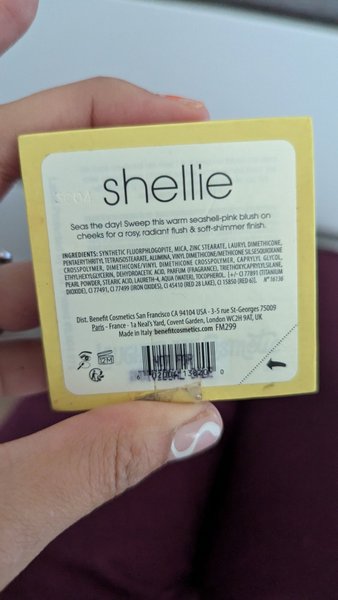 shellie
Seas the day! Sweep this warm seashell-pink blush on
cheeks for a rosy, radiant flush & soft-shimmer finish.
INGREDIENTS: SYNTHETIC FLUORPHLOGOPITE, MICA, ZINC STEARATE, LAUROYL LYSINE, DIMETHICONE,
PENTAERYTHRITYL TETRAISOSTEARATE, ALUMINA, VINYL DIMETHICONE/METHICONE SILSESQUIOXANE
CROSSPOLYMER, DIMETHICONE/VINYL DIMETHICONE CROSSPOLYMER, CAPRYLYL GLYCOL,
ETHYLHEXYLGLYCERIN, DEHYDROACETIC ACID, PARFUM (FRAGRANCE), TRIETHOXYCAPRYLYLSILANE,
PEARL POWDER, STEARIC ACID, LAURETH-4, AQUA (WATER), TOCOPHEROL. [+/- CI 77891 (TITANIUM
DIOXIDE), CI 77491, CI 77499 (IRON OXIDES), CI 45410 (RED 28 LAKE), CI 15850 (RED 6)]. N° 16136
Dist. Benefit Cosmetics San Francisco CA 94104 USA - 3-5 rue St-Georges 75009
Paris - France - 1a Neal's Yard, Covent Garden, London WC2H 9AT, UK
Made in Italy benefitcosmetics.com FM299
12M